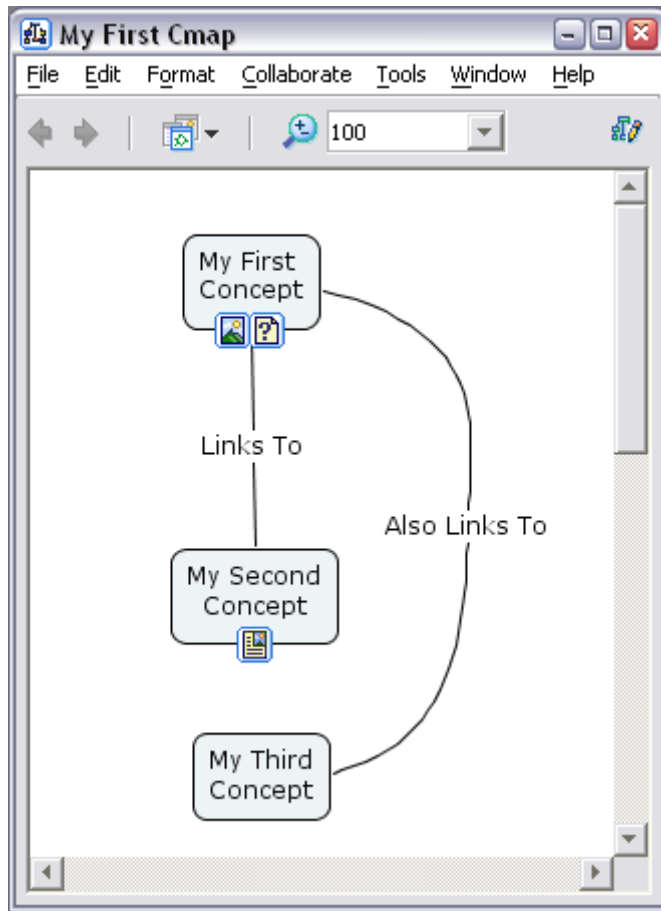 My First Cmap
File Edit Format Collaborate Tools Window Help
100
My First
Concept
Links To
Also Links To
My Second
Concept
My Third
Concept